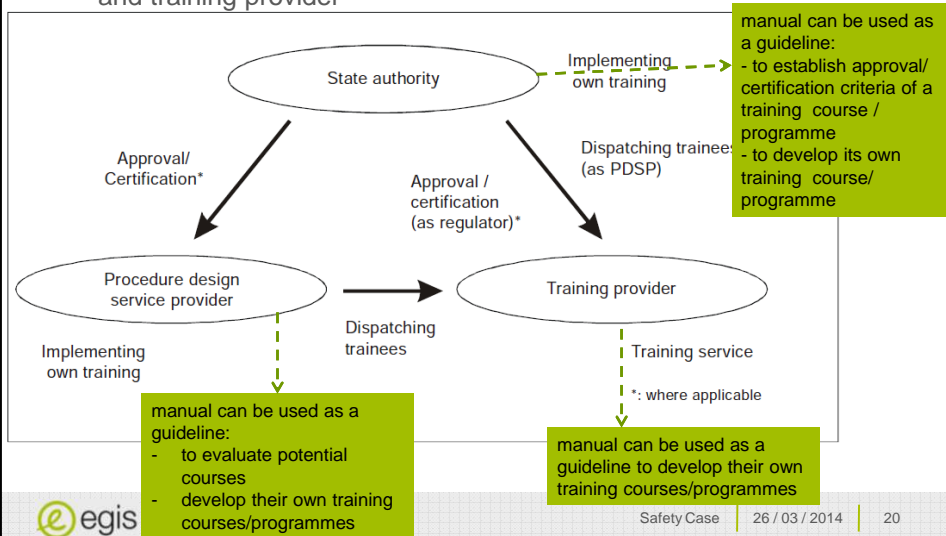 and training provider
manual can be used as
a guideline:
- to establish approval/
certification criteria of a
training course /
programme
- to develop its own
training course/
programme
State authority
Implementing
own training
Approval/
Certification*
Approval /
certification
(as regulator)*
Dispatching trainees
(as PDSP)
Procedure design
service provider
Training provider
Dispatching
trainees
Implementing
own training
Training service
*: where applicable
manual can be used as a
guideline:
- to evaluate potential
courses
- develop their own training
courses/programmes
manual can be used as a
guideline to develop their own
training courses/programmes
egis
Safety Case
26 / 03 / 2014
20